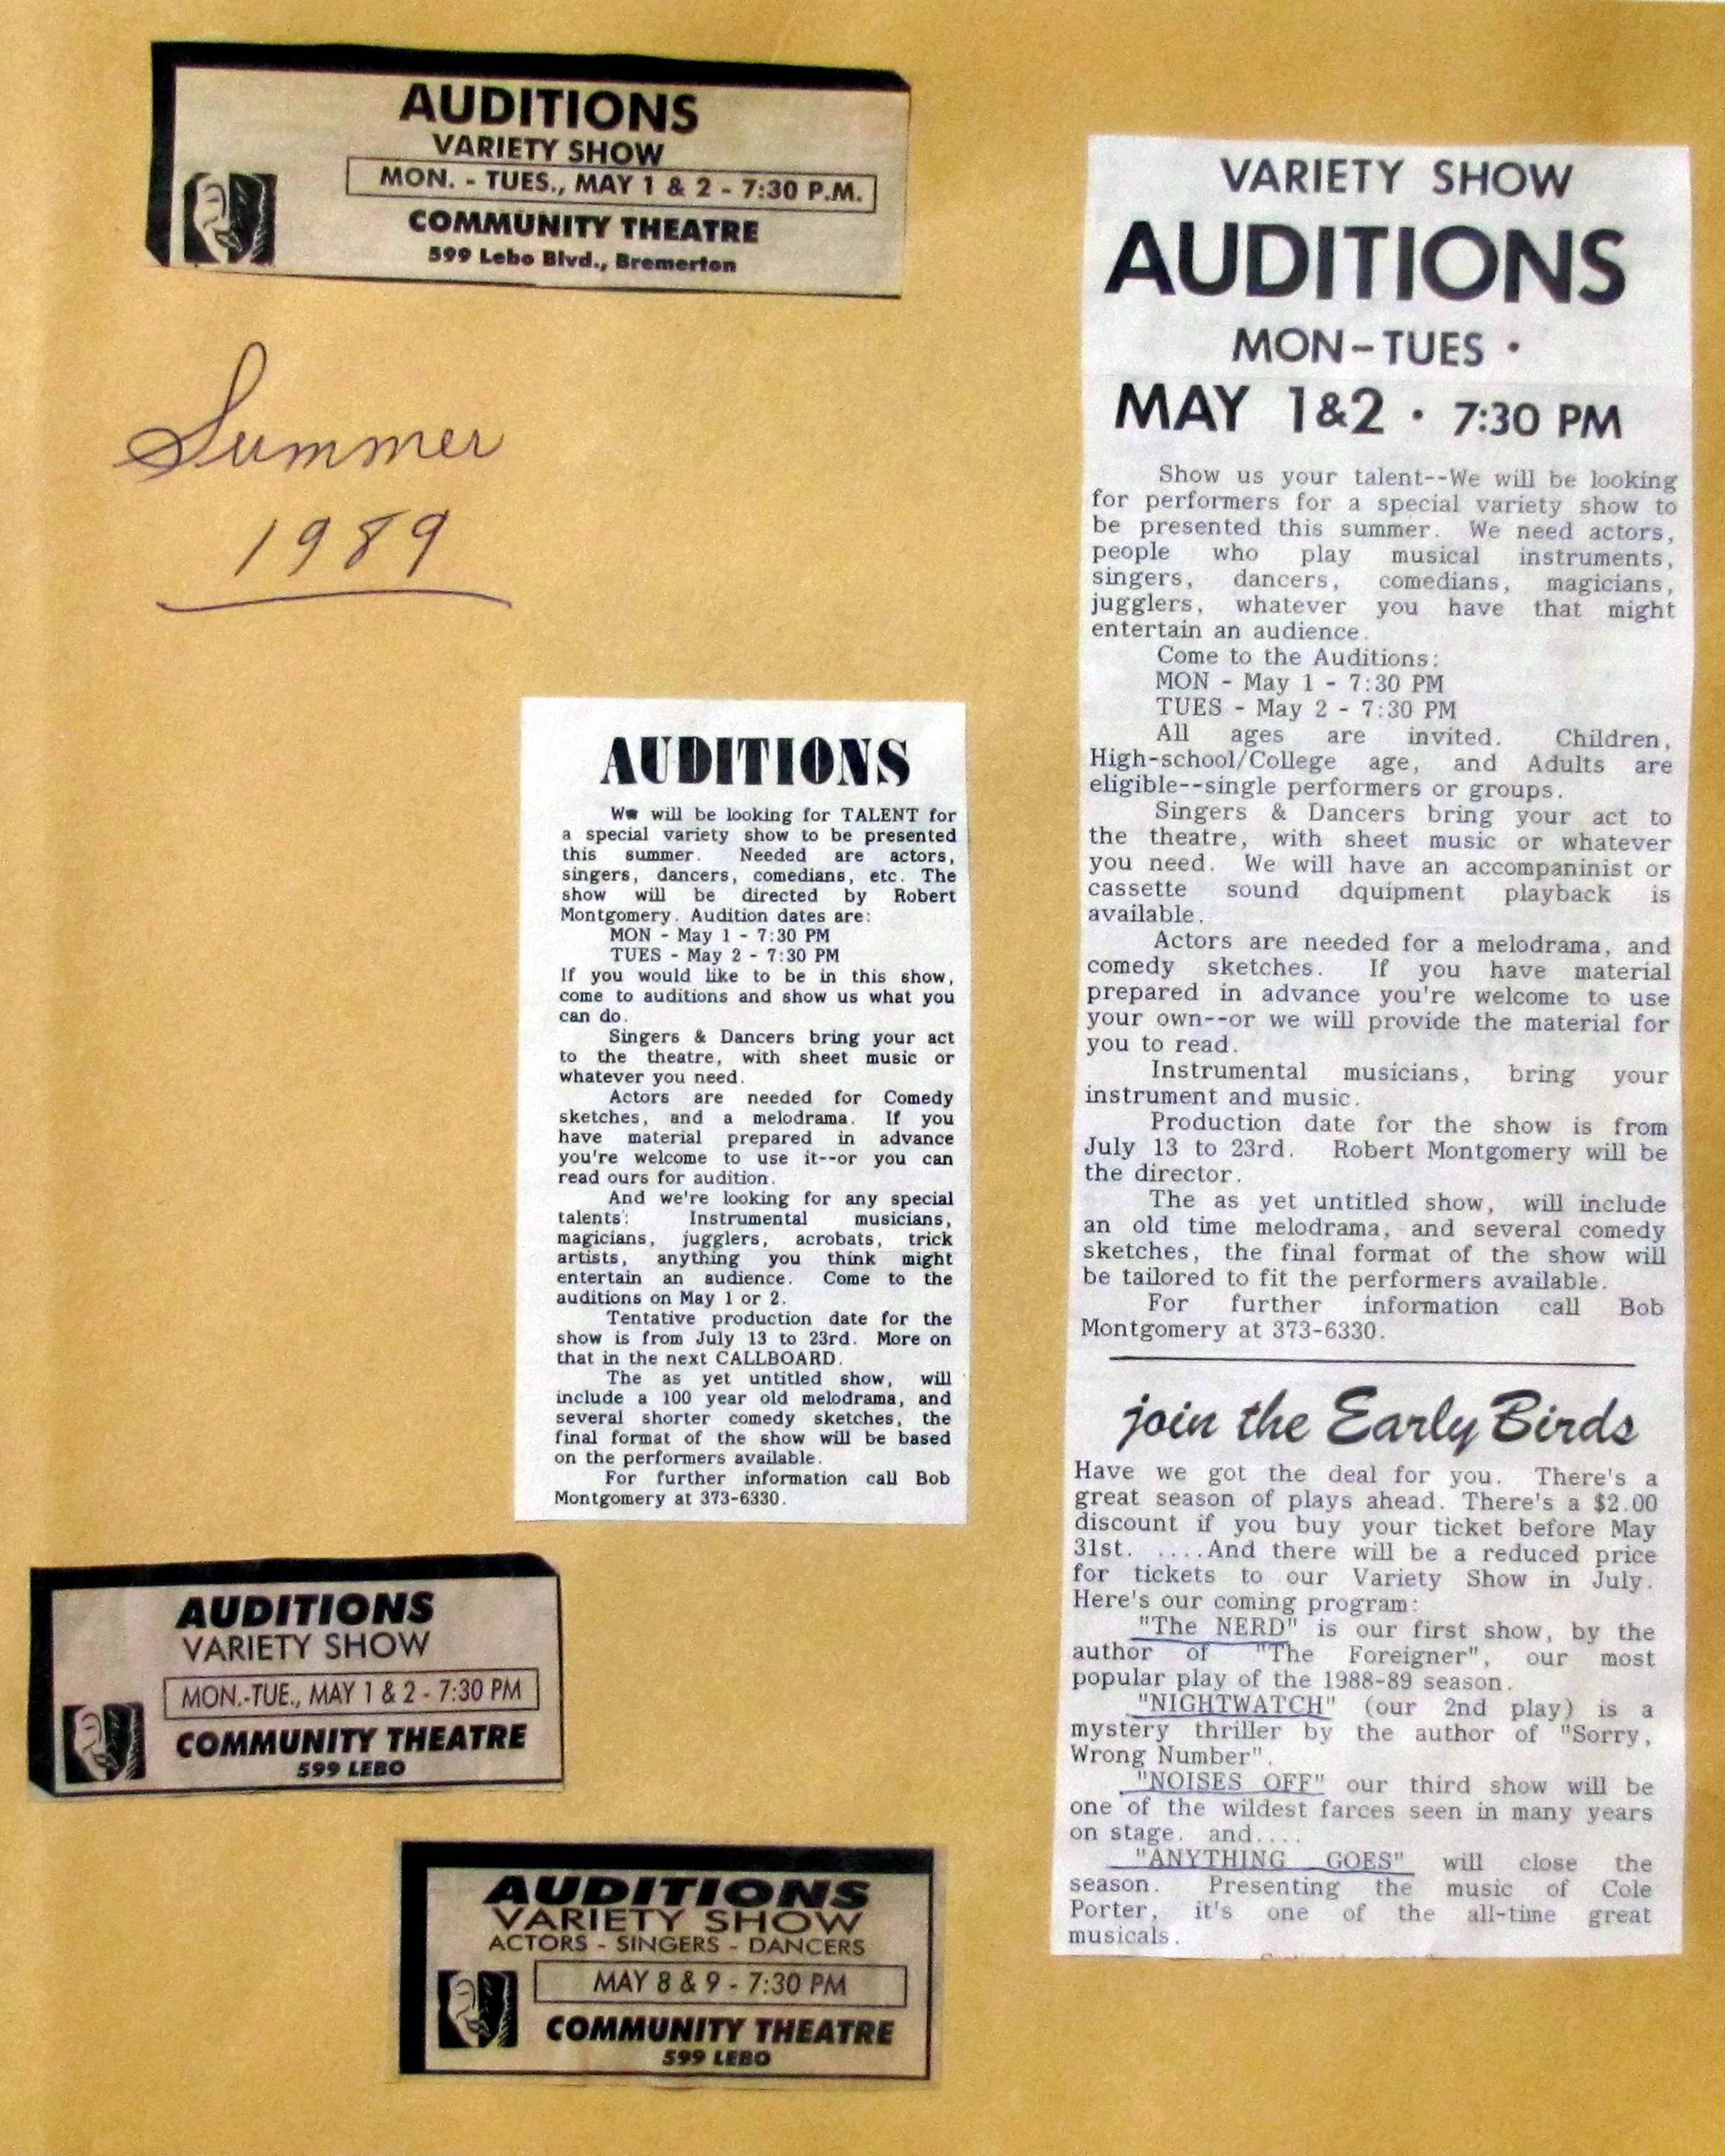 AUDITIONS
VARIETY SHOW
MON. - TUES., MAY 1 & 2 - 7:30 P.M.
COMMUNITY THEATRE
599 Lebo Blvd., Bremerton
Summer
1989
AUDITIONS
We will be looking for TALENT for
a special variety show to be presented
this summer. Needed are actors,
singers, dancers, comedians, etc. The
show will be directed by Robert
Montgomery. Audition dates are:
MON - May 1 - 7:30 PM
TUES - May 2 - 7:30 PM
If you would like to be in this show,
come to auditions and show us what you
can do.
Singers & Dancers bring your act
to the theatre, with sheet music or
whatever you need.
Actors are needed for Comedy
sketches, and a melodrama. If you
have material prepared in advance
you're welcome to use it--or you can
read ours for audition.
And we're looking for any special
talents: Instrumental musicians,
magicians, jugglers, acrobats, trick
artists, anything you think might
entertain an audience. Come to the
auditions on May 1 or 2.
Tentative production date for the
show is from July 13 to 23rd. More on
that in the next CALLBOARD.
The as yet untitled show, will
include a 100 year old melodrama, and
several shorter comedy sketches, the
final format of the show will be based
on the performers available.
For further information call Bob
Montgomery at 373-6330.
AUDITIONS
VARIETY SHOW
MON.-TUE., MAY 1 & 2 - 7:30 PM
COMMUNITY THEATRE
599 LEBO
AUDITIONS
VARIETY SHOW
ACTORS - SINGERS - DANCERS
MAY 8 & 9 - 7:30 PM
COMMUNITY THEATRE
599 LEBO
VARIETY SHOW
AUDITIONS
MON-TUES •
MAY 1&2 • 7:30 PM
Show us your talent--We will be looking
for performers for a special variety show to
be presented this summer. We need actors,
people who play musical instruments,
singers, dancers, comedians, magicians,
jugglers, whatever you have that might
entertain an audience.
Come to the Auditions:
MON - May 1 - 7:30 PM
TUES - May 2 - 7:30 PM
All ages are invited. Children,
High-school/College age, and Adults are
eligible--single performers or groups.
Singers & Dancers bring your act to
the theatre, with sheet music or whatever
you need. We will have an accompaninist or
cassette sound dquipment playback is
available.
Actors are needed for a melodrama, and
comedy sketches. If you have material
prepared in advance you're welcome to use
your own--or we will provide the material for
you to read.
Instrumental musicians, bring your
instrument and music.
Production date for the show is from
July 13 to 23rd. Robert Montgomery will be
the director.
The as yet untitled show, will include
an old time melodrama, and several comedy
sketches, the final format of the show will
be tailored to fit the performers available.
For further information call Bob
Montgomery at 373-6330.
join the Early Birds
Have we got the deal for you. There's a
great season of plays ahead. There's a $2.00
discount if you buy your ticket before May
31st. ....And there will be a reduced price
for tickets to our Variety Show in July.
Here's our coming program:
"The NERD" is our first show, by the
author of "The Foreigner", our most
popular play of the 1988-89 season.
"NIGHTWATCH" (our 2nd play) is a
mystery thriller by the author of "Sorry,
Wrong Number".
"NOISES OFF" our third show will be
one of the wildest farces seen in many years
on stage. and....
"ANYTHING GOES" will close the
season. Presenting the music of Cole
Porter, it's one of the all-time great
musicals.